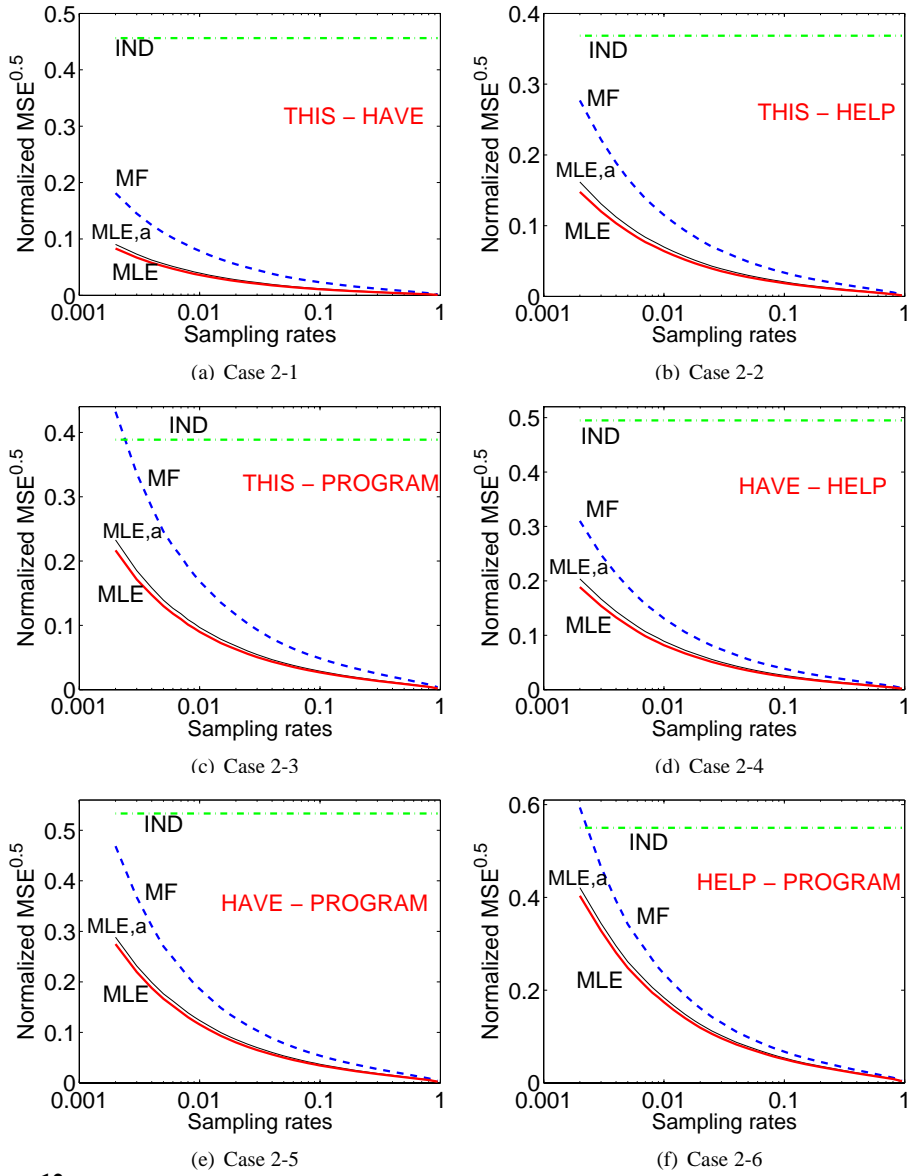 0.5
0.4
0.3
0.2
0.1
0
Normalized MSE^0.5
IND
THIS − HAVE
MF
MLE,a
MLE
0.001 0.01 0.1 1
Sampling rates
(a) Case 2-1
0.4
0.3
0.2
0.1
0
Normalized MSE^0.5
IND
MF
THIS − HELP
MLE,a
MLE
0.001 0.01 0.1 1
Sampling rates
(b) Case 2-2
0.4
0.3
0.2
0.1
0
Normalized MSE^0.5
IND
MF
THIS − PROGRAM
MLE,a
MLE
0.001 0.01 0.1 1
Sampling rates
(c) Case 2-3
0.5
0.4
0.3
0.2
0.1
0
Normalized MSE^0.5
IND
HAVE − HELP
MF
MLE,a
MLE
0.001 0.01 0.1 1
Sampling rates
(d) Case 2-4
0.5
0.4
0.3
0.2
0.1
0
Normalized MSE^0.5
IND
MF
HAVE − PROGRAM
MLE,a
MLE
0.001 0.01 0.1 1
Sampling rates
(e) Case 2-5
0.6
0.4
0.2
0
Normalized MSE^0.5
IND
HELP − PROGRAM
MLE,a
MF
MLE
0.001 0.01 0.1 1
Sampling rates
(f) Case 2-6